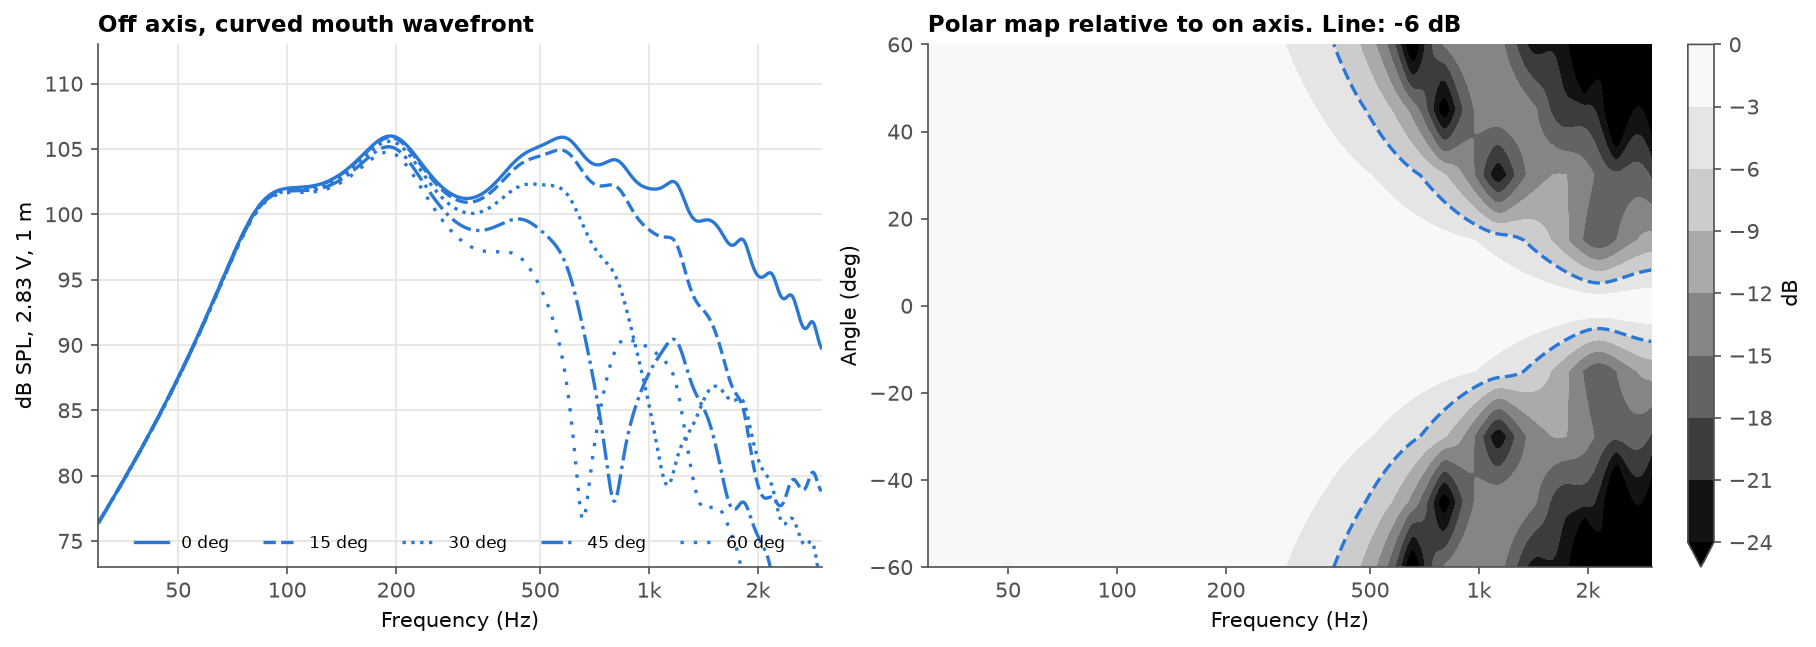 Off axis, curved mouth wavefront
dB SPL, 2.83 V, 1 m
110
105
100
95
90
85
80
75
0 deg
15 deg
30 deg
45 deg
60 deg
50
100
200
500
1k
2k
Frequency (Hz)
Polar map relative to on axis. Line: -6 dB
Angle (deg)
60
40
20
0
−20
−40
−60
50
100
200
500
1k
2k
Frequency (Hz)
0
−3
−6
−9
−12
−15
−18
−21
−24
dB